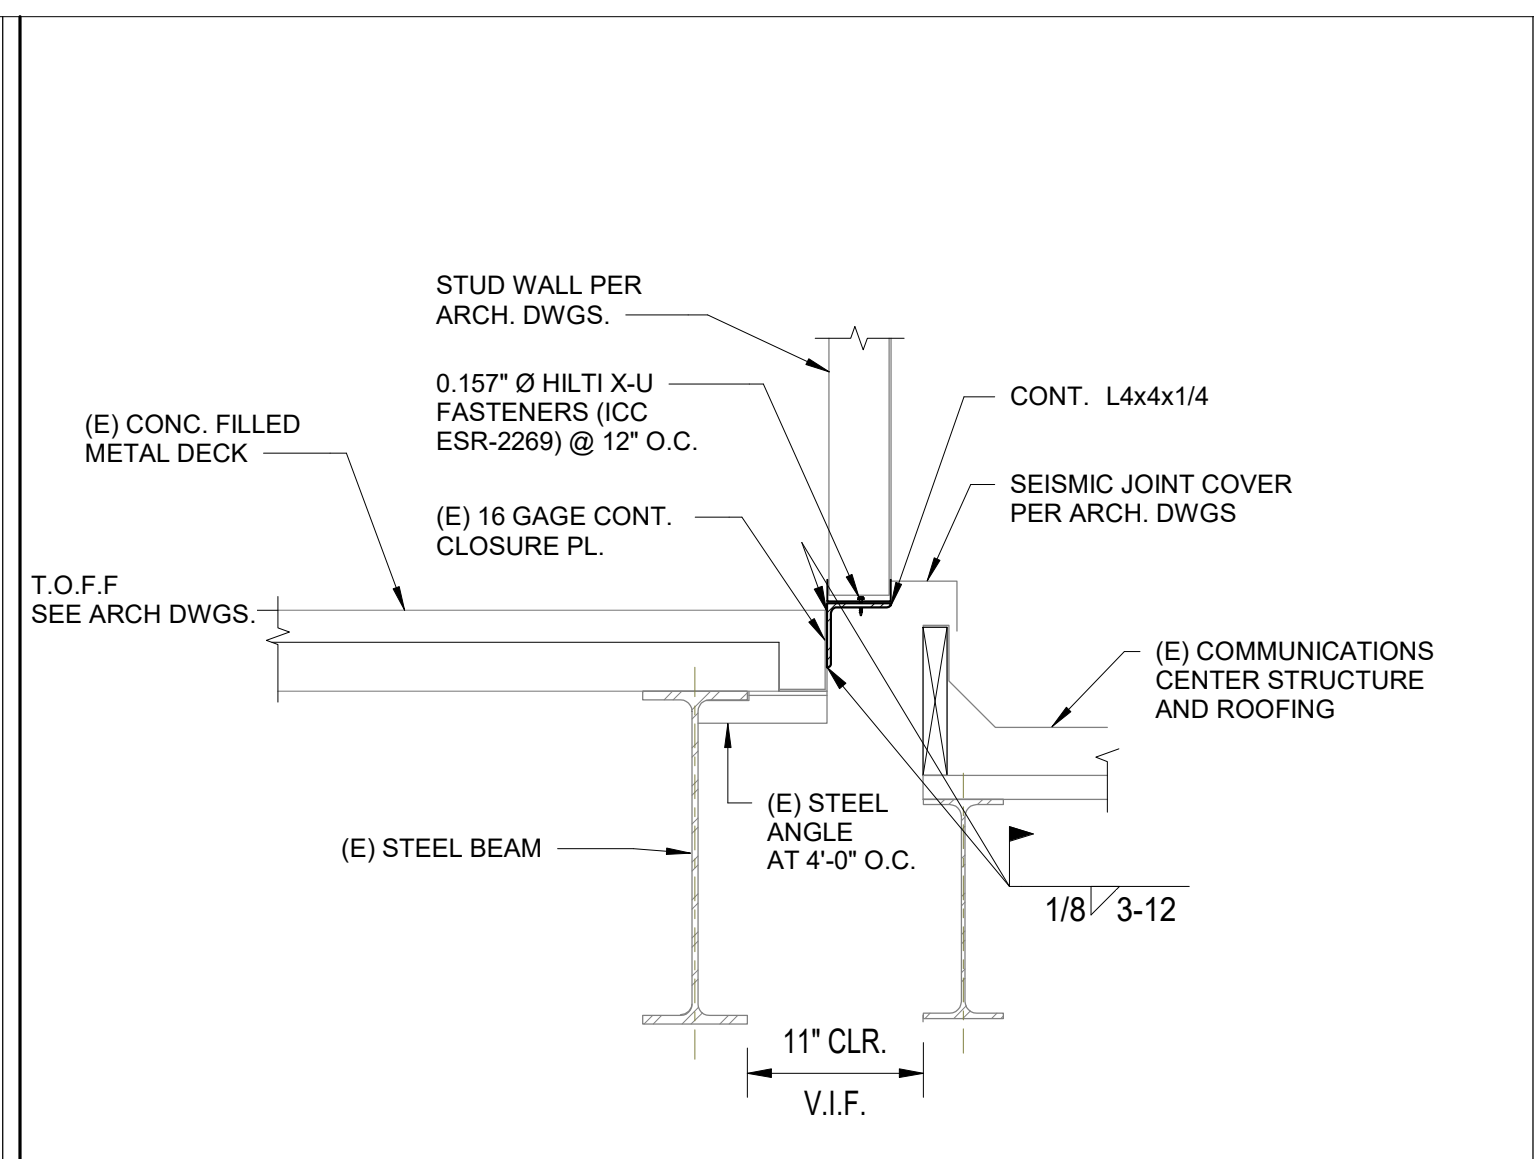 STUD WALL PER
ARCH. DWGS.
0.157" Ø HILTI X-U
FASTENERS (ICC
ESR-2269) @ 12" O.C.
CONT. L4x4x1/4
(E) CONC. FILLED
METAL DECK
SEISMIC JOINT COVER
PER ARCH. DWGS
(E) 16 GAGE CONT.
CLOSURE PL.
T.O.F.F
SEE ARCH DWGS.
(E) COMMUNICATIONS
CENTER STRUCTURE
AND ROOFING
(E) STEEL
ANGLE
AT 4'-0" O.C.
(E) STEEL BEAM
1/8 3-12
11" CLR.
V.I.F.